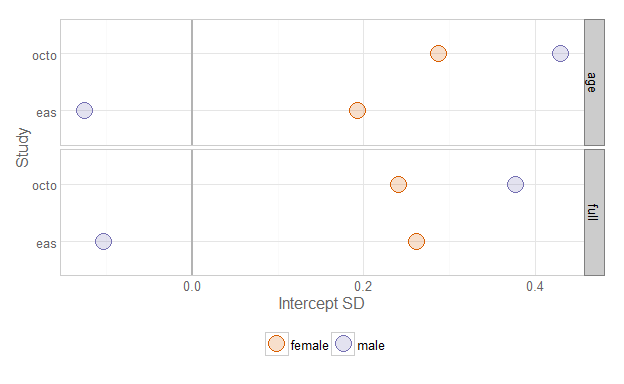 octo
eas
age
Study
octo
eas
full
0.0 0.2 0.4
Intercept SD
female male